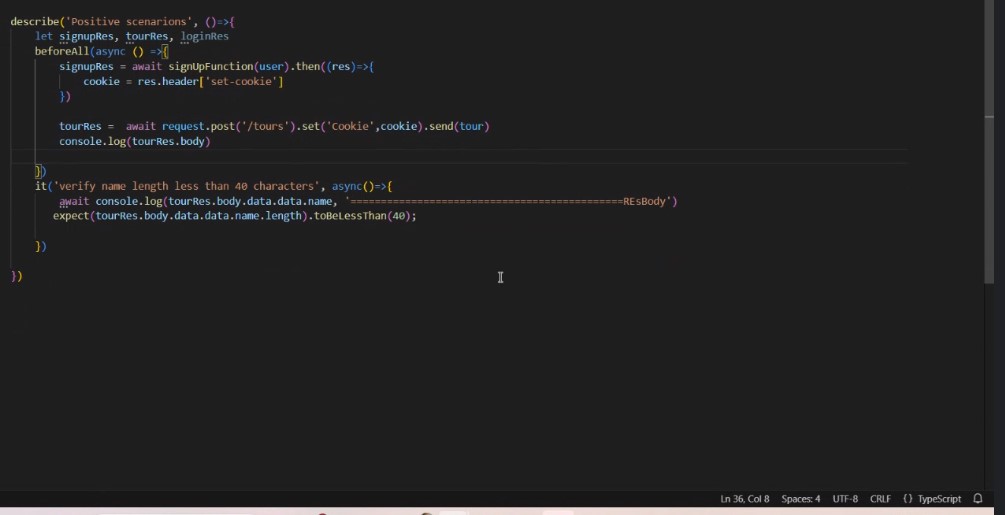 describe('Positive scenarions', ()=>{
let signupRes, tourRes, loginRes
beforeAll(async () =>{
signupRes = await signUpFunction(user).then((res)=>{
cookie = res.header['set-cookie']
})
tourRes =  await request.post('/tours').set('Cookie',cookie).send(tour)
console.log(tourRes.body)
})
it('verify name length less than 40 characters', async()=>{
await console.log(tourRes.body.data.data.name, '=============================================REsBody')
expect(tourRes.body.data.data.name.length).toBeLessThan(40);
})
})
Ln 36, Col 8 Spaces: 4 UTF-8 CRLF {} TypeScript